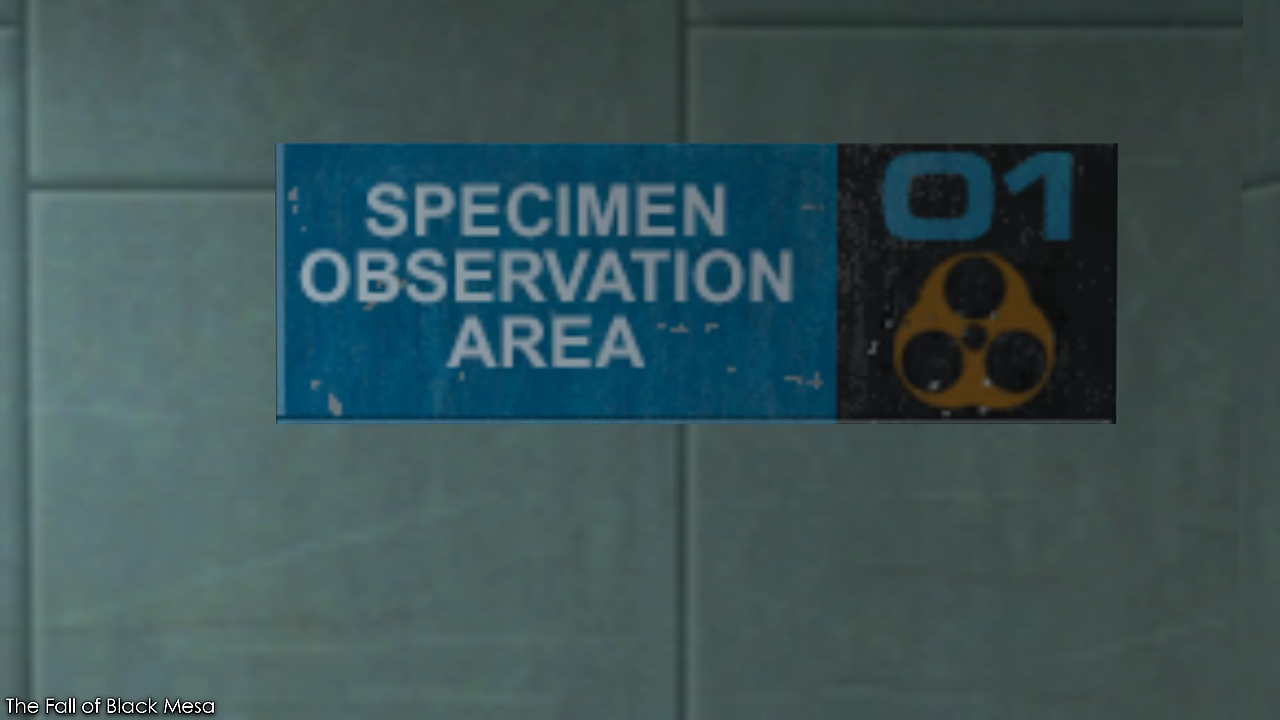 SPECIMEN
OBSERVATION
AREA
01
The Fall of Black Mesa